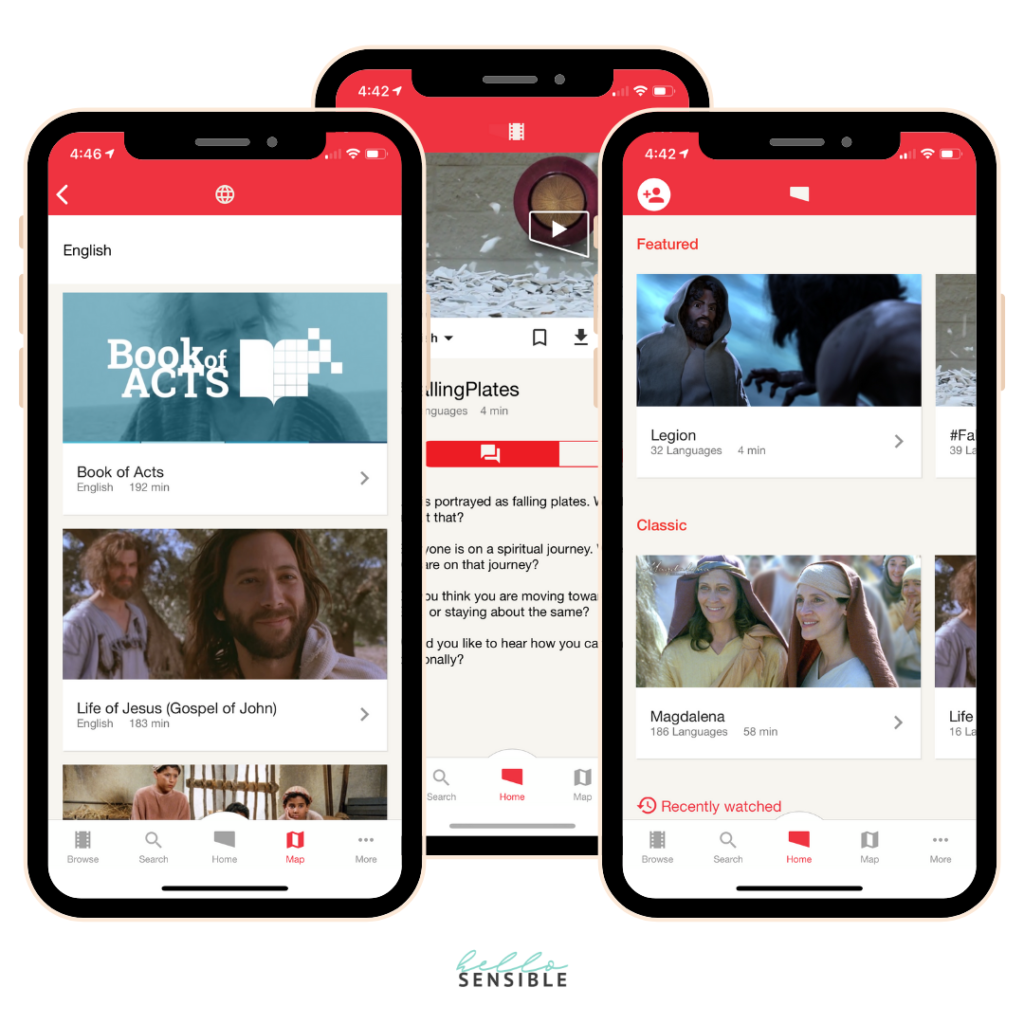 4:46
English
Book of
ACTS
Book of Acts
English 192 min
Life of Jesus (Gospel of John)
English 183 min
Browse Search Home Map More
4:42
h
llingPlates
nguages 4 min
s portrayed as falling plates. W
t that?
yone is on a spiritual journey.
are on that journey?
ou think you are moving towa
or staying about the same?
d you like to hear how you ca
onally?
Search Home Map
4:42
Featured
Legion
32 Languages 4 min
#Fa
39 La
Classic
Magdalena
186 Languages 58 min
Life
16 La
Recently watched
Browse Search Home Map More
hello
SENSIBLE